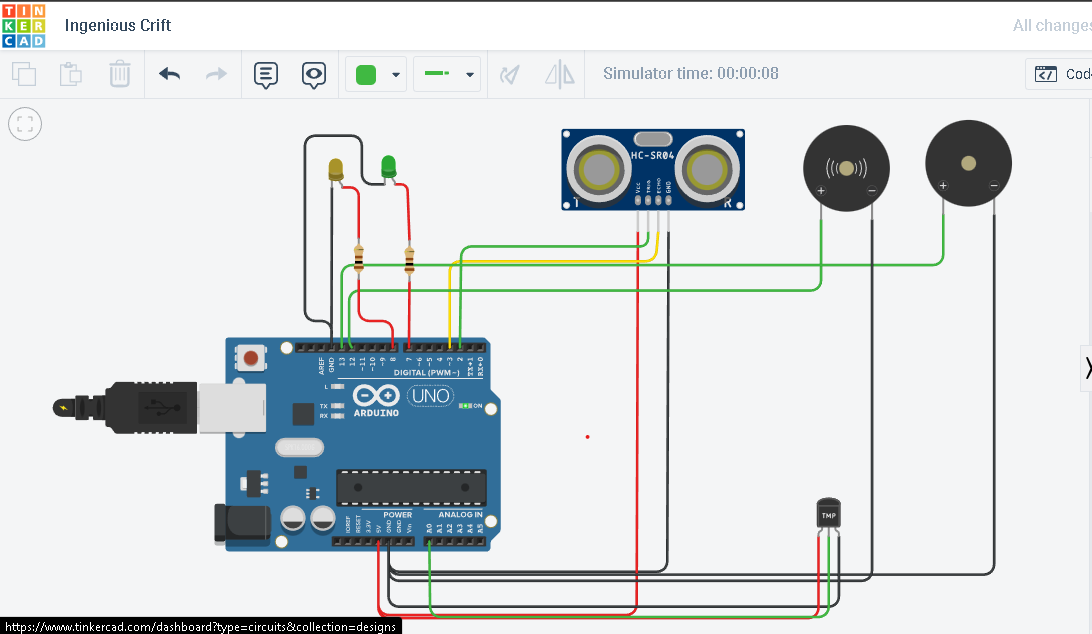 TIN
KER
CAD
Ingenious Crift
All changes
Simulator time: 00:00:08
Cod
HC-SR04
Vcc
TRIG
ECHO
GND
T
R
+
−
+
−
AREF
GND
13
12
~11
~10
~9
8
7
~6
~5
4
~3
2
TX→1
RX←0
DIGITAL (PWM~)
L
TX
RX
UNO
ARDUINO
ON
POWER
ANALOG IN
IOREF
RESET
3.3V
5V
GND
GND
Vin
A0
A1
A2
A3
A4
A5
TMP
https://www.tinkercad.com/dashboard?type=circuits&collection=designs